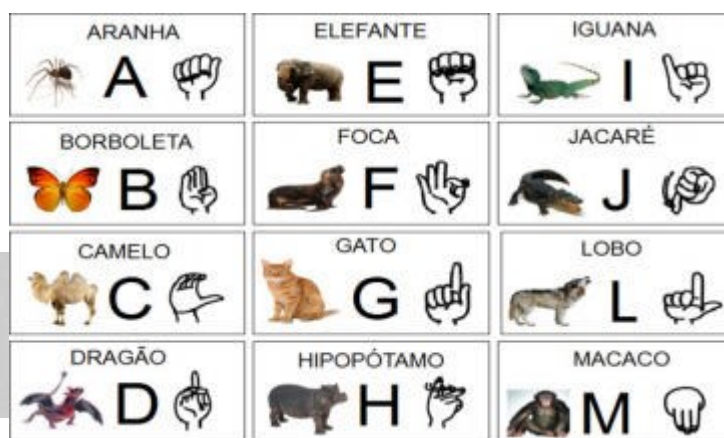 ARANHA
A
ELEFANTE
E
IGUANA
I
BORBOLETA
B
FOCA
F
JACARÉ
J
CAMELO
C
GATO
G
LOBO
L
DRAGÃO
D
HIPOPÓTAMO
H
MACACO
M